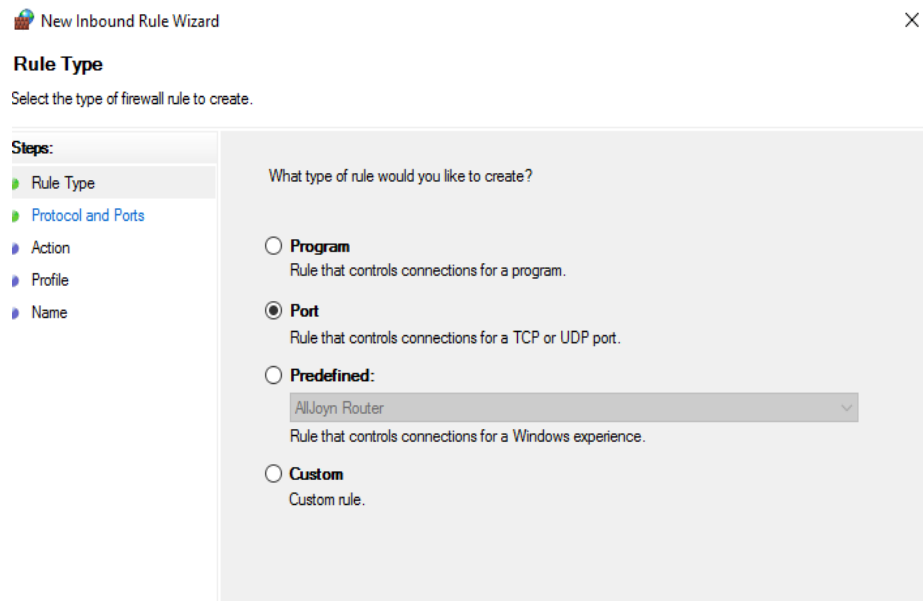 New Inbound Rule Wizard
Rule Type
Select the type of firewall rule to create.
Steps:
Rule Type
Protocol and Ports
Action
Profile
Name
What type of rule would you like to create?
Program
Rule that controls connections for a program.
Port
Rule that controls connections for a TCP or UDP port.
Predefined:
AllJoyn Router
Rule that controls connections for a Windows experience.
Custom
Custom rule.